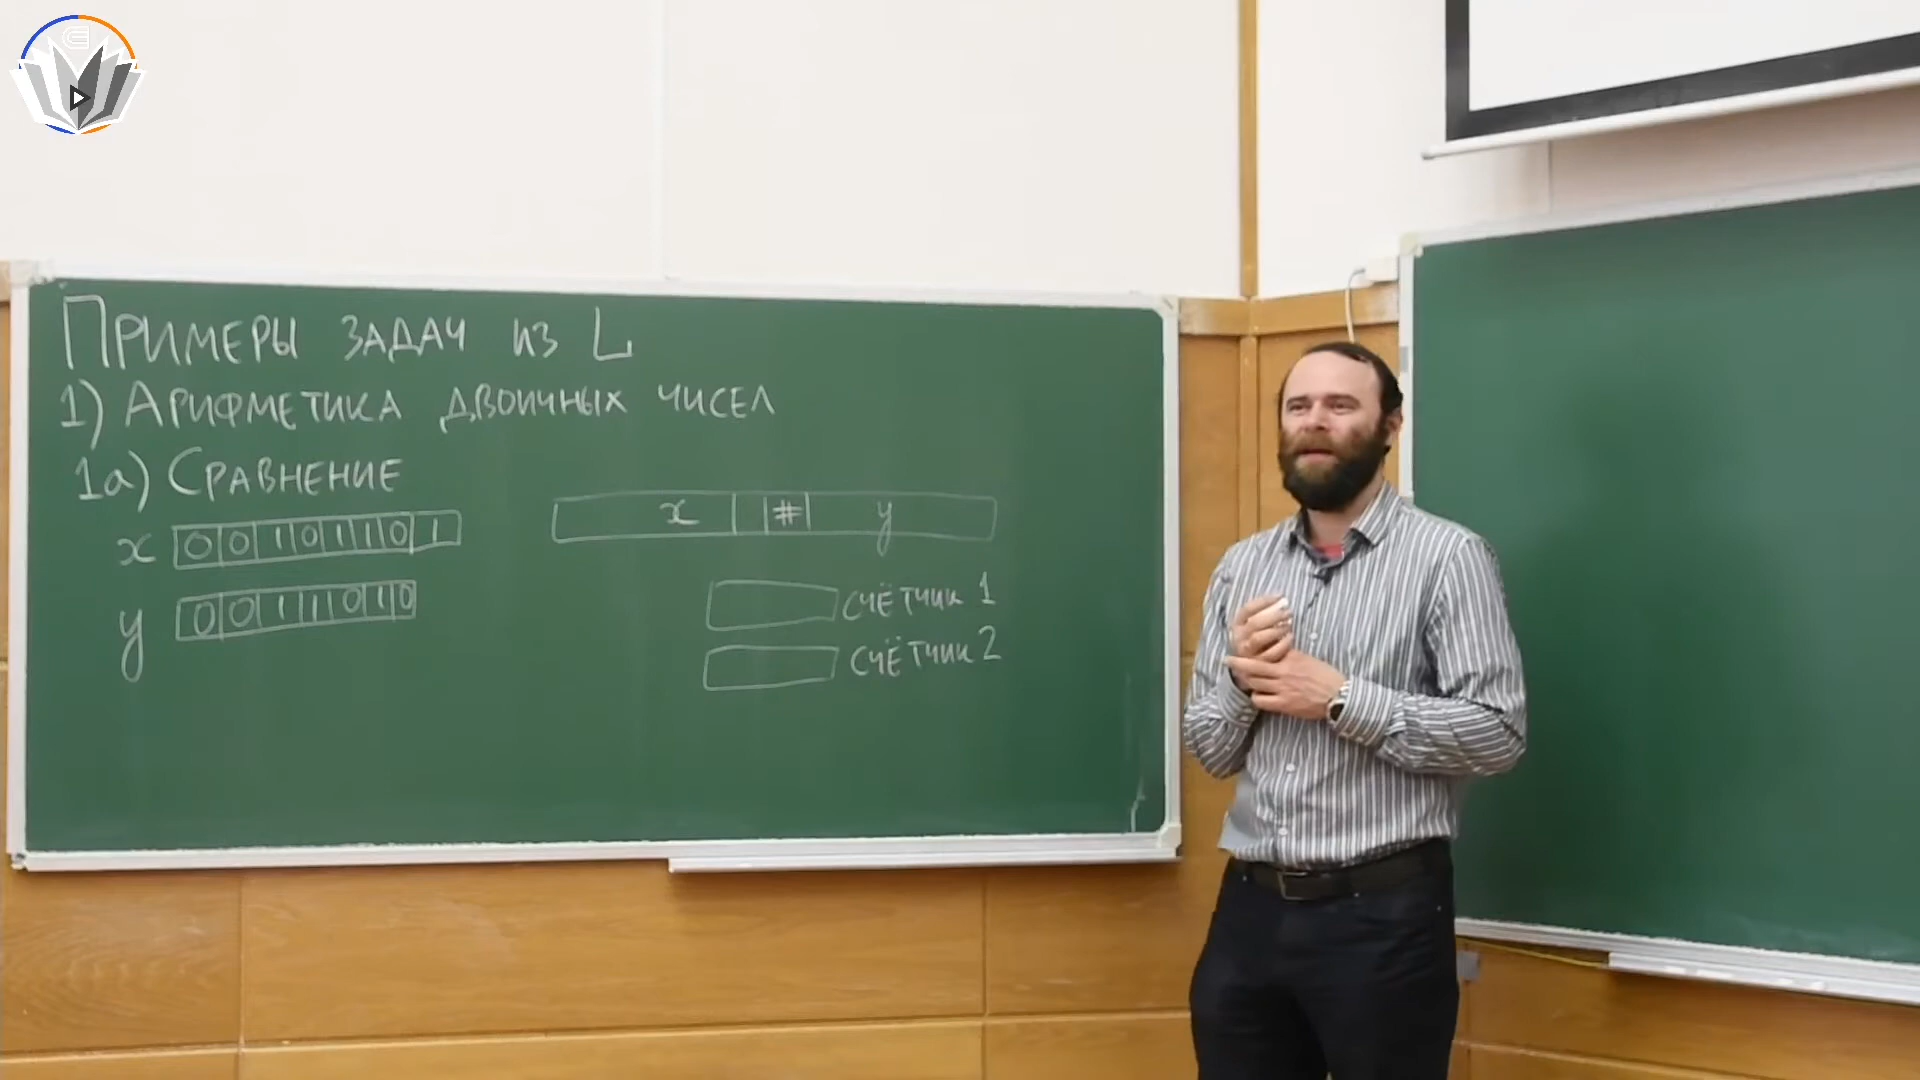 Примеры задач из L
1) Арифметика двоичных чисел
1а) Сравнение
x 0 0 1 0 1 1 0 1
y 0 0 1 1 0 1 0
x # y
счётчик 1
счётчик 2